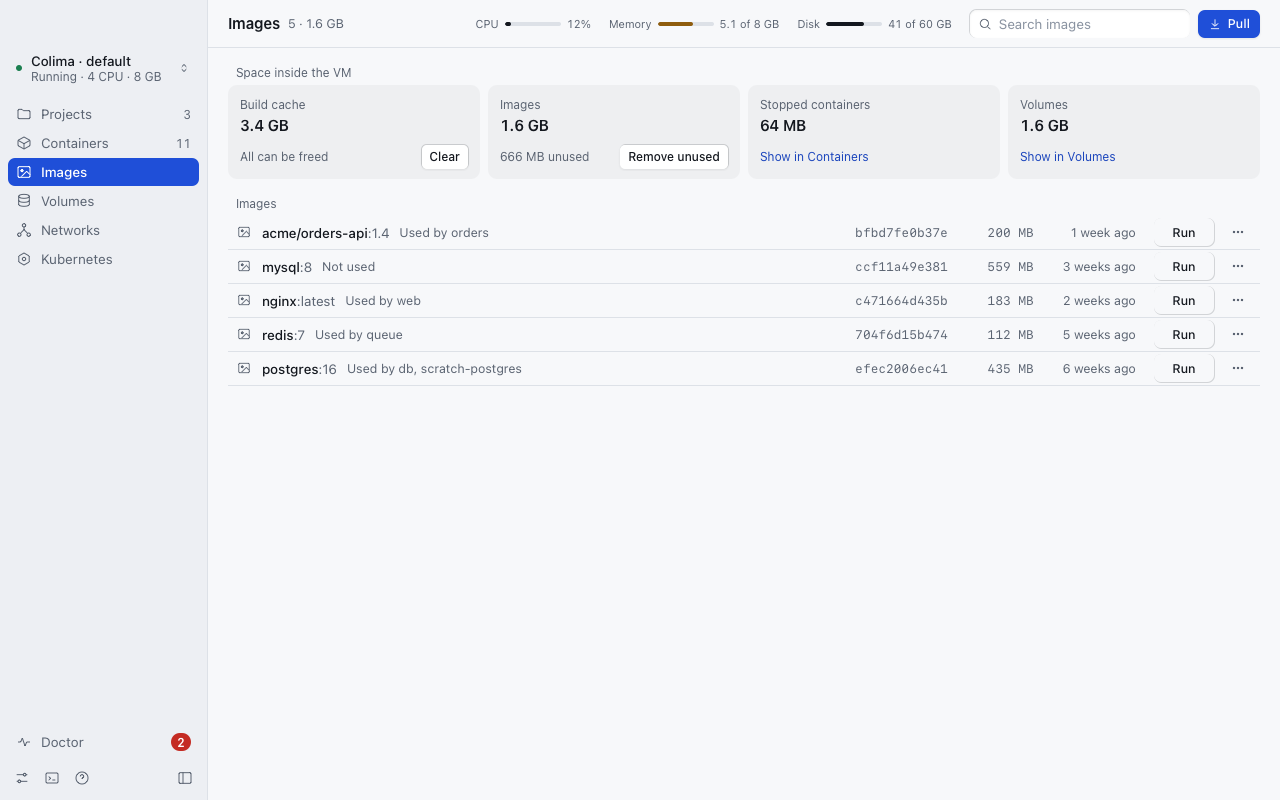 Colima · default
Running · 4 CPU · 8 GB
Projects 3
Containers 11
Images
Volumes
Networks
Kubernetes
Doctor 2
Images 5 · 1.6 GB CPU 12% Memory 5.1 of 8 GB Disk 41 of 60 GB Search images Pull
Space inside the VM
Build cache
3.4 GB
All can be freed Clear
Images
1.6 GB
666 MB unused Remove unused
Stopped containers
64 MB
Show in Containers
Volumes
1.6 GB
Show in Volumes
Images
acme/orders-api:1.4 Used by orders bfbd7fe0b37e 200 MB 1 week ago Run
mysql:8 Not used ccf11a49e381 559 MB 3 weeks ago Run
nginx:latest Used by web c471664d435b 183 MB 2 weeks ago Run
redis:7 Used by queue 704f6d15b474 112 MB 5 weeks ago Run
postgres:16 Used by db, scratch-postgres efec2006ec41 435 MB 6 weeks ago Run